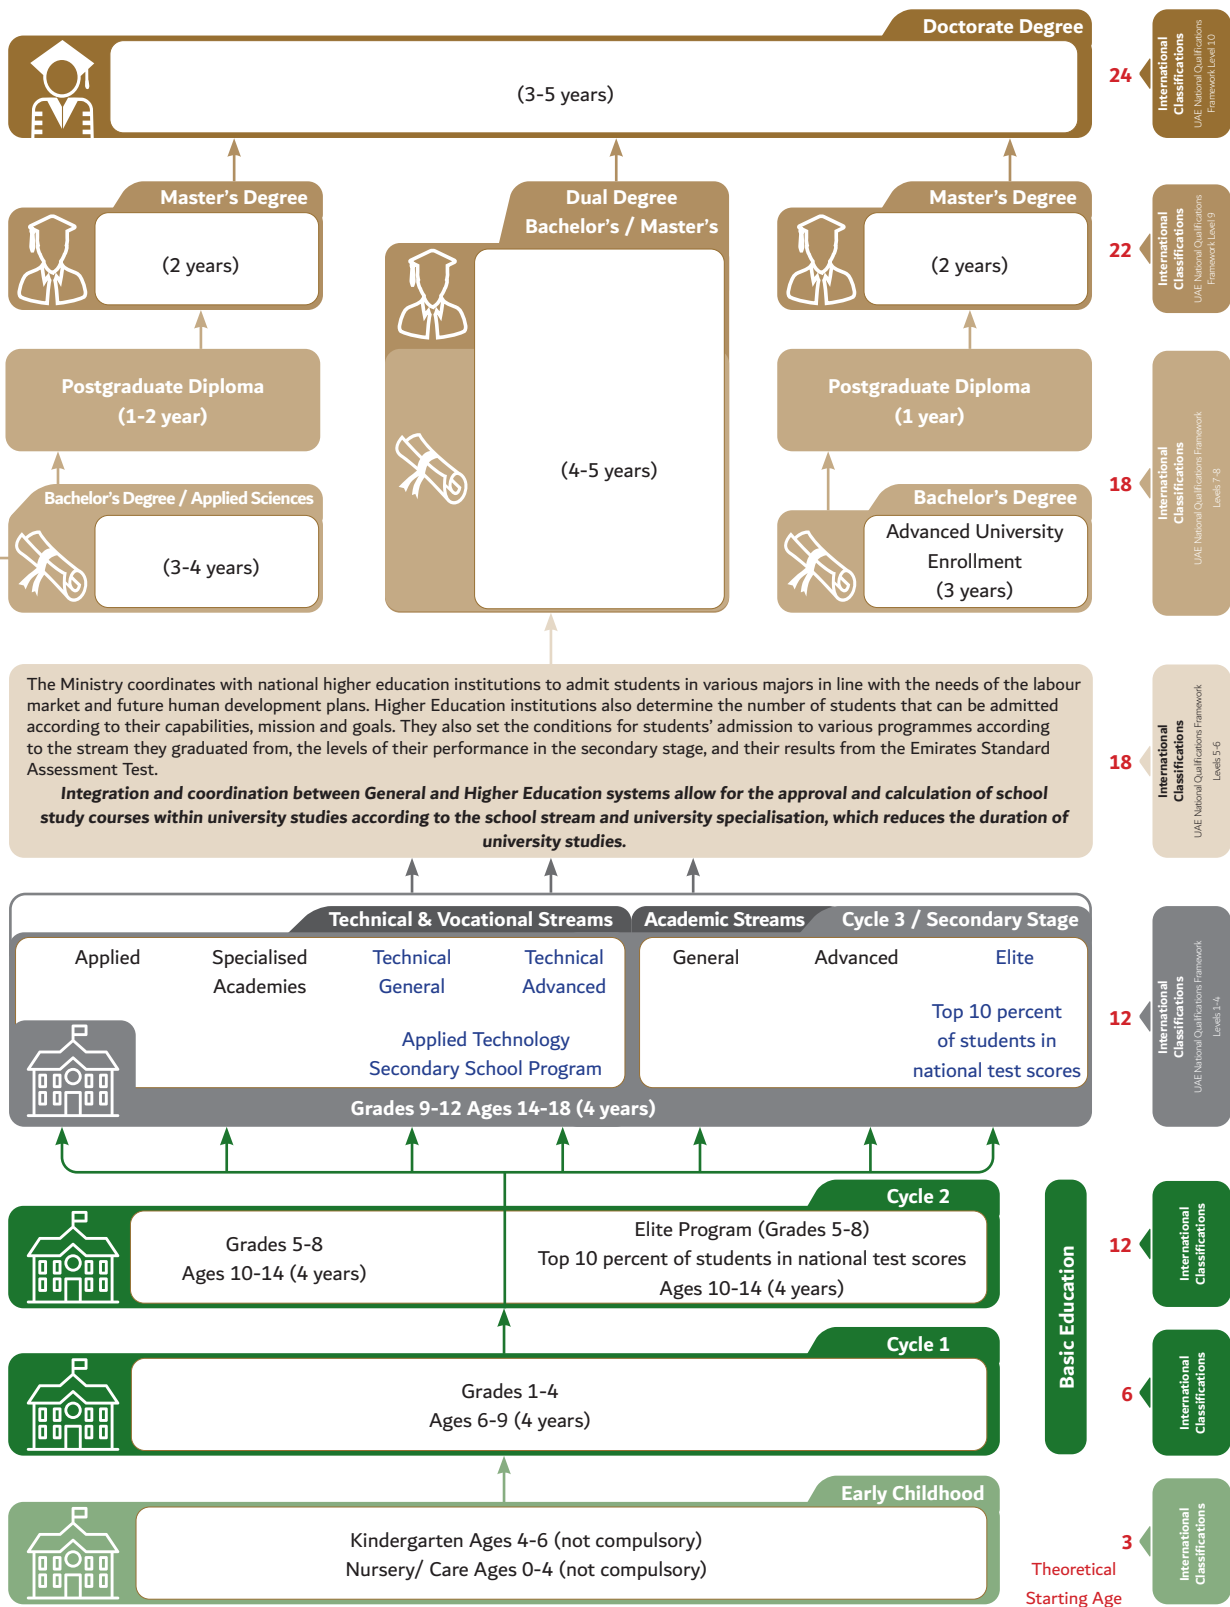 Doctorate Degree
(3-5 years)
24
International
Classifications
UAE National Qualifications
Framework Level 10
Master's Degree
(2 years)
Dual Degree
Bachelor's / Master's
(4-5 years)
Master's Degree
(2 years)
22
International
Classifications
UAE National Qualifications
Framework Level 9
Postgraduate Diploma
(1-2 year)
Postgraduate Diploma
(1 year)
Bachelor's Degree / Applied Sciences
(3-4 years)
Bachelor's Degree
Advanced University
Enrollment
(3 years)
18
International
Classifications
UAE National Qualifications Framework
Levels 7-8
The Ministry coordinates with national higher education institutions to admit students in various majors in line with the needs of the labour
market and future human development plans. Higher Education institutions also determine the number of students that can be admitted
according to their capabilities, mission and goals. They also set the conditions for students' admission to various programmes according
to the stream they graduated from, the levels of their performance in the secondary stage, and their results from the Emirates Standard
Assessment Test.
Integration and coordination between General and Higher Education systems allow for the approval and calculation of school
study courses within university studies according to the school stream and university specialisation, which reduces the duration of
university studies.
18
International
Classifications
UAE National Qualifications Framework
Levels 5-6
Technical & Vocational Streams
Academic Streams
Cycle 3 / Secondary Stage
Applied
Specialised
Academies
Technical
General
Technical
Advanced
Applied Technology
Secondary School Program
General
Advanced
Elite
Top 10 percent
of students in
national test scores
Grades 9-12 Ages 14-18 (4 years)
12
International
Classifications
UAE National Qualifications Framework
Levels 1-4
Cycle 2
Grades 5-8
Ages 10-14 (4 years)
Elite Program (Grades 5-8)
Top 10 percent of students in national test scores
Ages 10-14 (4 years)
12
International
Classifications
Basic Education
Cycle 1
Grades 1-4
Ages 6-9 (4 years)
6
International
Classifications
Early Childhood
Kindergarten Ages 4-6 (not compulsory)
Nursery/ Care Ages 0-4 (not compulsory)
3
Theoretical
Starting Age
International
Classifications